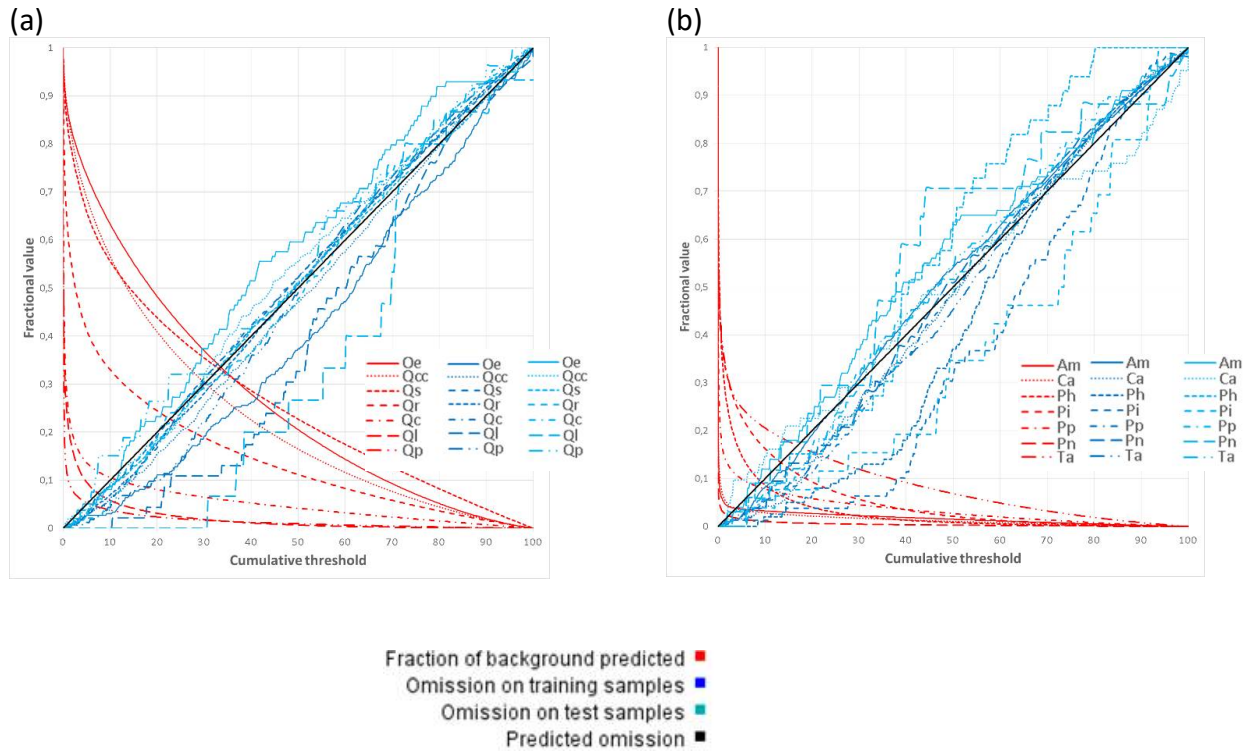 (a)
1
0,9
0,8
0,7
0,6
0,5
0,4
0,3
0,2
0,1
0
Fractional value
0 10 20 30 40 50 60 70 80 90 100
Cumulative threshold
Oe Oe Oe
Qcc Qcc Qcc
Qs Qs Qs
Qr Qr Qr
Qc Qc Qc
Ql Ql Ql
Qp Qp Qp
(b)
1
0,9
0,8
0,7
0,6
0,5
0,4
0,3
0,2
0,1
0
Fractional value
0 10 20 30 40 50 60 70 80 90 100
Cumulative threshold
Am Am Am
Ca Ca Ca
Ph Ph Ph
Pi Pi Pi
Pp Pp Pp
Pn Pn Pn
Ta Ta Ta
Fraction of background predicted
Omission on training samples
Omission on test samples
Predicted omission